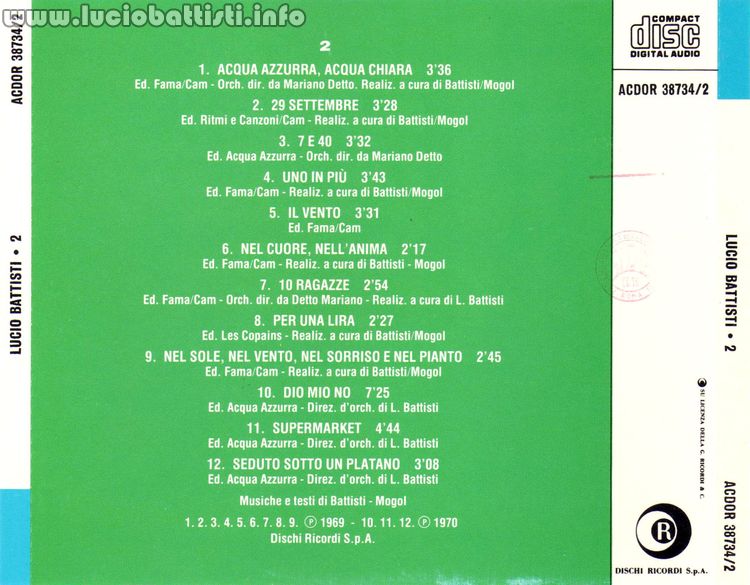 www.luciobattisti.info
ACDOR 38734/2
LUCIO BATTISTI • 2
2
1. ACQUA AZZURRA, ACQUA CHIARA 3'36
Ed. Fama/Cam - Orch. dir. da Mariano Detto. Realiz. a cura di Battisti/Mogol
2. 29 SETTEMBRE 3'28
Ed. Ritmi e Canzoni/Cam - Realiz. a cura di Battisti/Mogol
3. 7 E 40 3'32
Ed. Acqua Azzurra - Orch. dir. da Mariano Detto
4. UNO IN PIÙ 3'43
Ed. Fama/Cam - Realiz. a cura di Battisti/Mogol
5. IL VENTO 3'31
Ed. Fama/Cam
6. NEL CUORE, NELL'ANIMA 2'17
Ed. Fama/Cam - Realiz. a cura di Battisti - Mogol
7. 10 RAGAZZE 2'54
Ed. Fama/Cam - Orch. dir. da Detto Mariano - Realiz. a cura di L. Battisti
8. PER UNA LIRA 2'27
Ed. Les Copains - Realiz. a cura di Battisti/Mogol
9. NEL SOLE, NEL VENTO, NEL SORRISO E NEL PIANTO 2'45
Ed. Fama/Cam - Realiz. a cura di Battisti/Mogol
10. DIO MIO NO 7'25
Ed. Acqua Azzurra - Direz. d'orch. di L. Battisti
11. SUPERMARKET 4'44
Ed. Acqua Azzurra - Direz. d'orch. di L. Battisti
12. SEDUTO SOTTO UN PLATANO 3'08
Ed. Acqua Azzurra - Direz. d'orch. di L. Battisti
Musiche e testi di Battisti - Mogol
1. 2. 3. 4. 5. 6. 7. 8. 9. Ⓟ 1969 - 10. 11. 12. Ⓟ 1970
Dischi Ricordi S.p.A.
COMPACT
disc
DIGITAL AUDIO
ACDOR 38734/2
LUCIO BATTISTI • 2
SU LICENZA DELLA G. RICORDI & C.
ACDOR 38734/2
R
DISCHI RICORDI S.p.A.